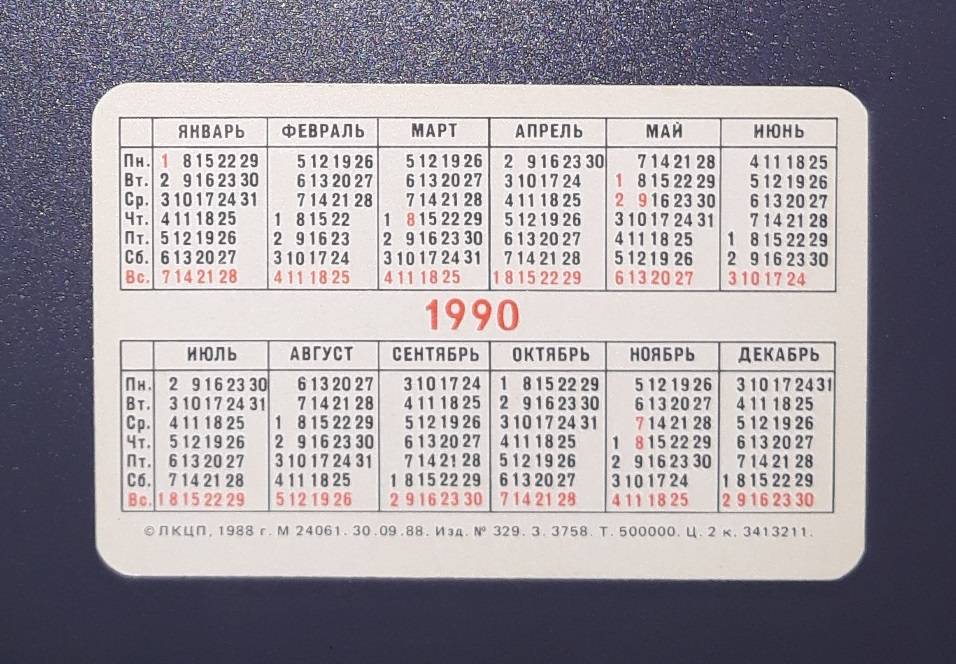 ЯНВАРЬ ФЕВРАЛЬ МАРТ АПРЕЛЬ МАЙ ИЮНЬ
Пн. 1 8 15 22 29 5 12 19 26 5 12 19 26 2 9 16 23 30 7 14 21 28 4 11 18 25
Вт. 2 9 16 23 30 6 13 20 27 6 13 20 27 3 10 17 24 1 8 15 22 29 5 12 19 26
Ср. 3 10 17 24 31 7 14 21 28 7 14 21 28 4 11 18 25 2 9 16 23 30 6 13 20 27
Чт. 4 11 18 25 1 8 15 22 1 8 15 22 29 5 12 19 26 3 10 17 24 31 7 14 21 28
Пт. 5 12 19 26 2 9 16 23 2 9 16 23 30 6 13 20 27 4 11 18 25 1 8 15 22 29
Сб. 6 13 20 27 3 10 17 24 3 10 17 24 31 7 14 21 28 5 12 19 26 2 9 16 23 30
Вс. 7 14 21 28 4 11 18 25 4 11 18 25 1 8 15 22 29 6 13 20 27 3 10 17 24
1990
ИЮЛЬ АВГУСТ СЕНТЯБРЬ ОКТЯБРЬ НОЯБРЬ ДЕКАБРЬ
Пн. 2 9 16 23 30 6 13 20 27 3 10 17 24 1 8 15 22 29 5 12 19 26 3 10 17 24 31
Вт. 3 10 17 24 31 7 14 21 28 4 11 18 25 2 9 16 23 30 6 13 20 27 4 11 18 25
Ср. 4 11 18 25 1 8 15 22 29 5 12 19 26 3 10 17 24 31 7 14 21 28 5 12 19 26
Чт. 5 12 19 26 2 9 16 23 30 6 13 20 27 4 11 18 25 1 8 15 22 29 6 13 20 27
Пт. 6 13 20 27 3 10 17 24 31 7 14 21 28 5 12 19 26 2 9 16 23 30 7 14 21 28
Сб. 7 14 21 28 4 11 18 25 1 8 15 22 29 6 13 20 27 3 10 17 24 1 8 15 22 29
Вс. 1 8 15 22 29 5 12 19 26 2 9 16 23 30 7 14 21 28 4 11 18 25 2 9 16 23 30
© ЛКЦП, 1988 г. М 24061. 30.09.88. Изд. № 329. З. 3758. Т. 500000. Ц. 2 к. 3413211.